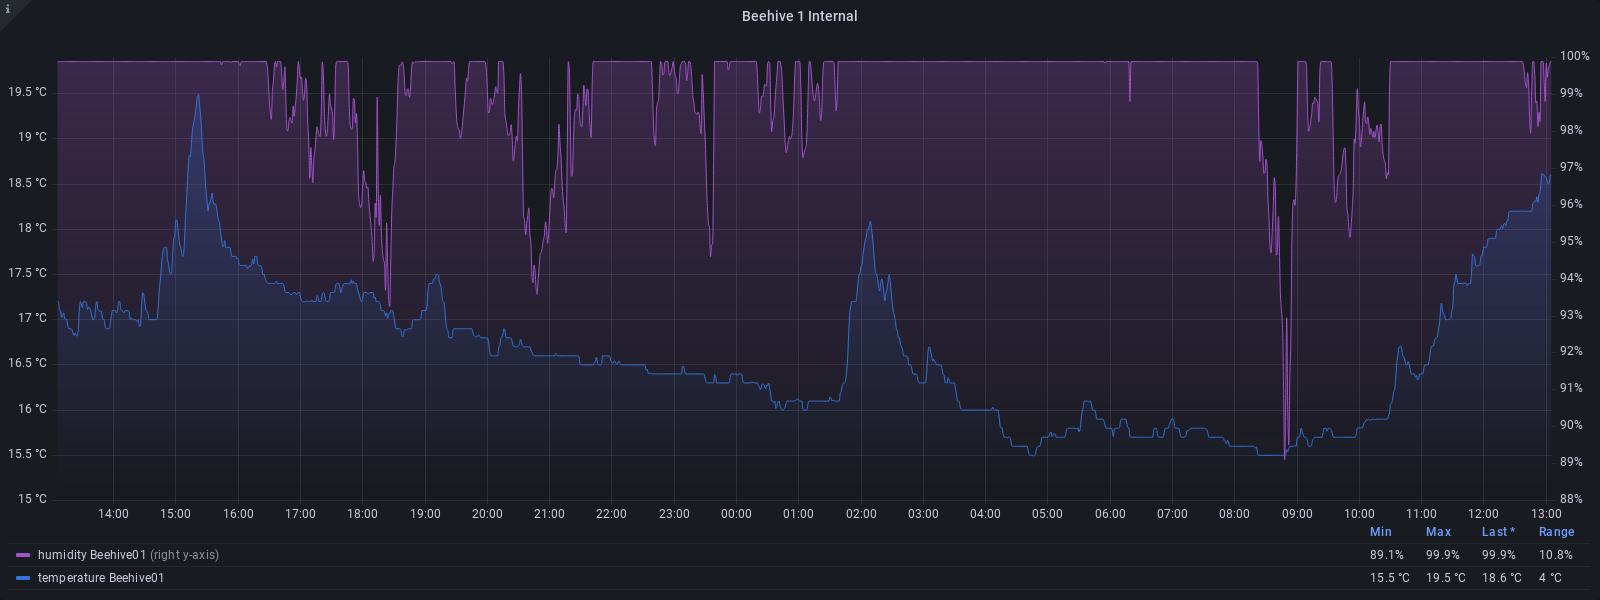 i
Beehive 1 Internal
100%
19.5 °C 99%
19 °C 98%
18.5 °C 97%
18 °C 96%
17.5 °C 95%
17 °C 94%
16.5 °C 93%
16 °C 92%
15.5 °C 91%
15 °C 90%
89%
88%
14:00 15:00 16:00 17:00 18:00 19:00 20:00 21:00 22:00 23:00 00:00 01:00 02:00 03:00 04:00 05:00 06:00 07:00 08:00 09:00 10:00 11:00 12:00 13:00
Min Max Last * Range
humidity Beehive01 (right y-axis) 89.1% 99.9% 99.9% 10.8%
temperature Beehive01 15.5 °C 19.5 °C 18.6 °C 4 °C